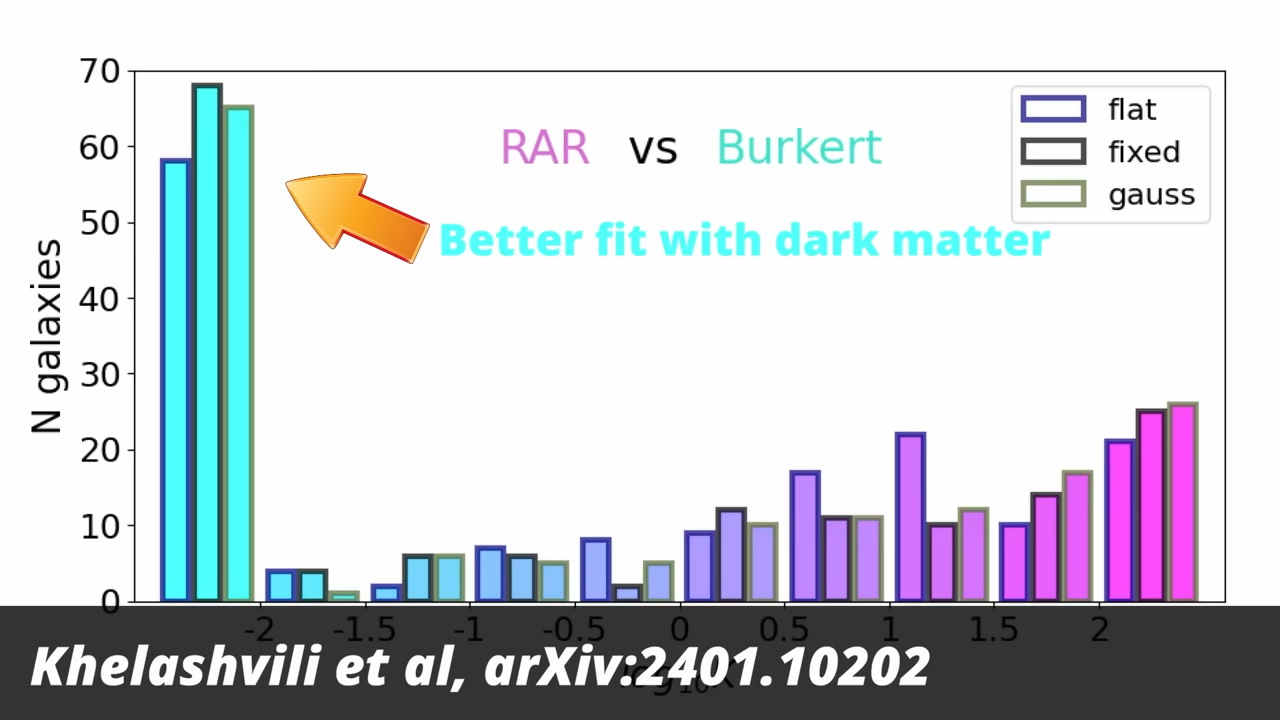 70
60
50
40
30
20
10
0
N galaxies
RAR vs Burkert
Better fit with dark matter
flat
fixed
gauss
-2 -1.5 -1 -0.5 0 0.5 1 1.5 2
log₁₀K
Khelashvili et al, arXiv:2401.10202